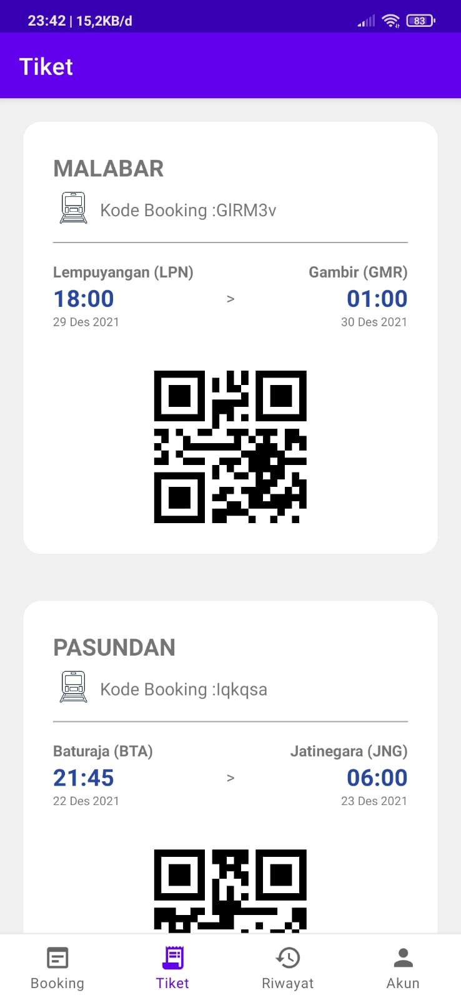 23:42 | 15,2KB/d
83
Tiket
MALABAR
Kode Booking :GlRM3v
Lempuyangan (LPN)
Gambir (GMR)
18:00
>
01:00
29 Des 2021
30 Des 2021
PASUNDAN
Kode Booking :Iqkqsa
Baturaja (BTA)
Jatinegara (JNG)
21:45
>
06:00
22 Des 2021
23 Des 2021
Booking
Tiket
Riwayat
Akun